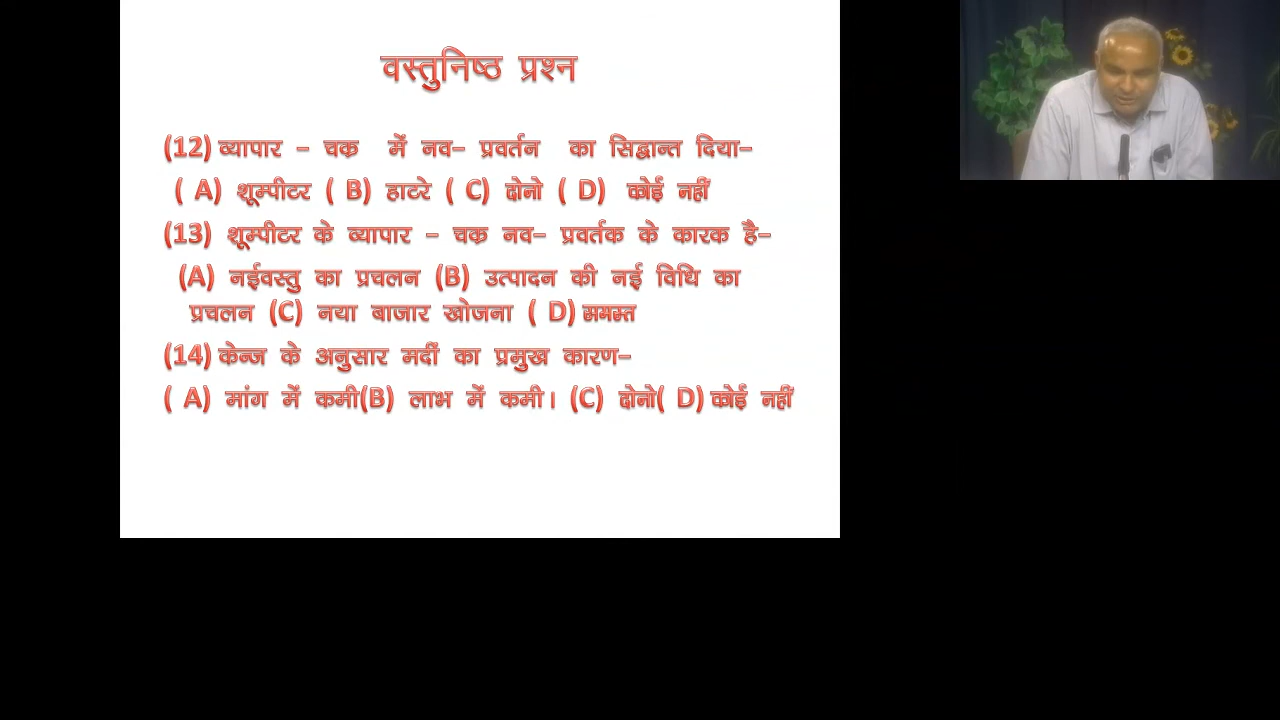 वस्तुनिष्ठ प्रश्न
(12) व्यापार - चक्र में नव- प्रवर्तन का सिद्वान्त दिया-
( A) शूम्पीटर ( B) हाटरे ( C) दोनो ( D) कोई नहीं
(13) शूम्पीटर के व्यापार - चक्र नव- प्रवर्तक के कारक है-
(A) नईवस्तु का प्रचलन (B) उत्पादन की नई विधि का
प्रचलन (C) नया बाजार खोजना ( D) समस्त
(14) केन्ज के अनुसार मदीं का प्रमुख कारण-
( A) मांग में कमी(B) लाभ में कमी। (C) दोनो( D) कोई नहीं